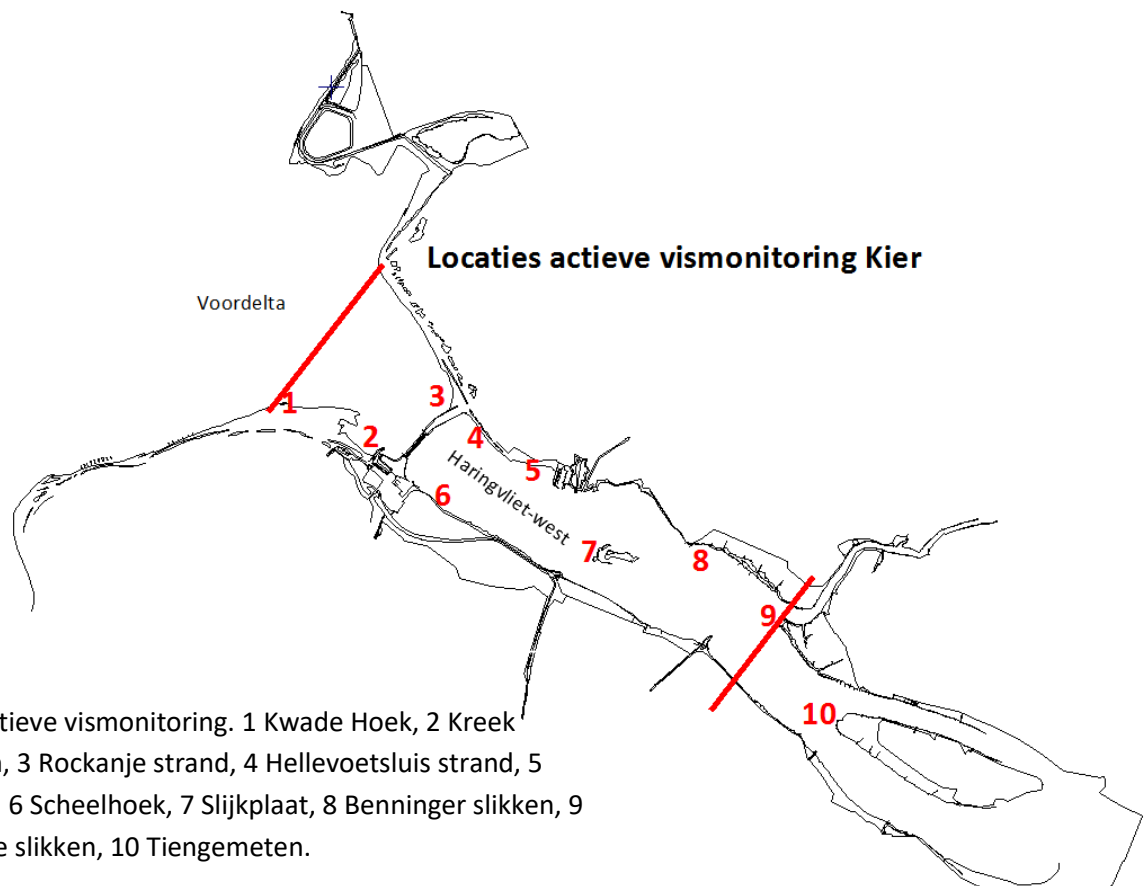 Locaties actieve vismonitoring Kier
Voordelta
1
2
3
4
5
6
Haringvliet-west
7
8
9
10
tieve vismonitoring. 1 Kwade Hoek, 2 Kreek
, 3 Rockanje strand, 4 Hellevoetsluis strand, 5
6 Scheelhoek, 7 Slijkplaat, 8 Benninger slikken, 9
e slikken, 10 Tiengemeten.